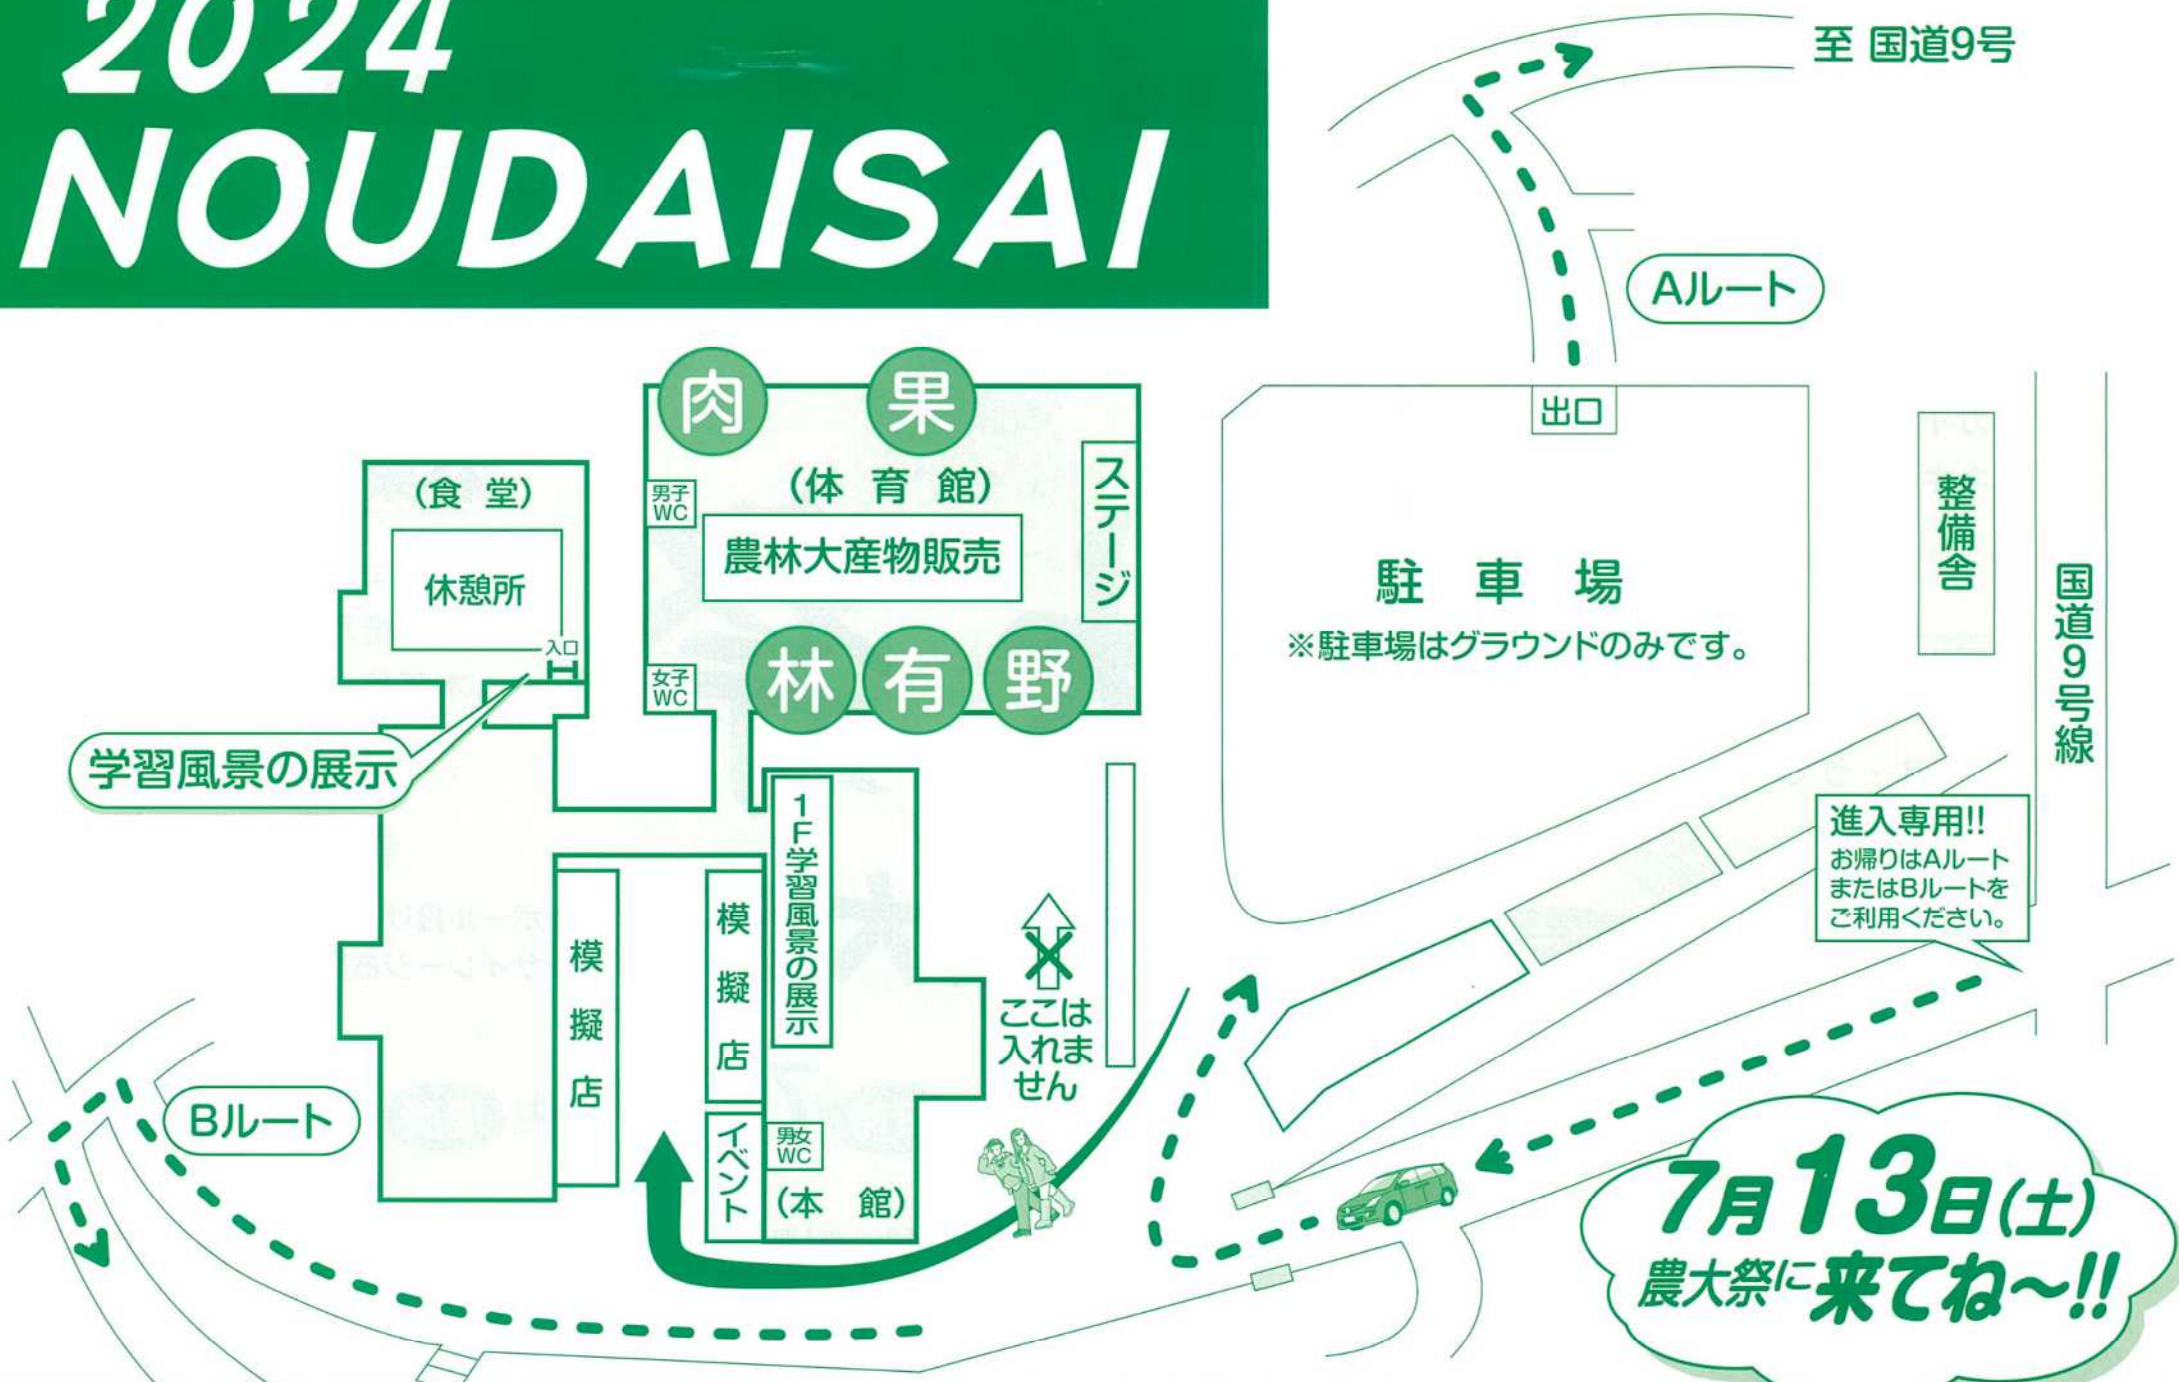 2024
NOUDAISAI
至 国道9号
Aルート
出口
肉
果
(体 育 館)
農林大産物販売
ステージ
男子
WC
女子
WC
林
有
野
(食 堂)
休憩所
入口
学習風景の展示
駐 車 場
※駐車場はグラウンドのみです。
整備舎
国道9号線
進入専用!!
お帰りはAルート
またはBルートを
ご利用ください。
1F学習風景の展示
模擬店
模擬店
イベント
男女
WC
(本 館)
ここは
入れま
せん
Bルート
7月13日(土)
農大祭に来てね〜!!